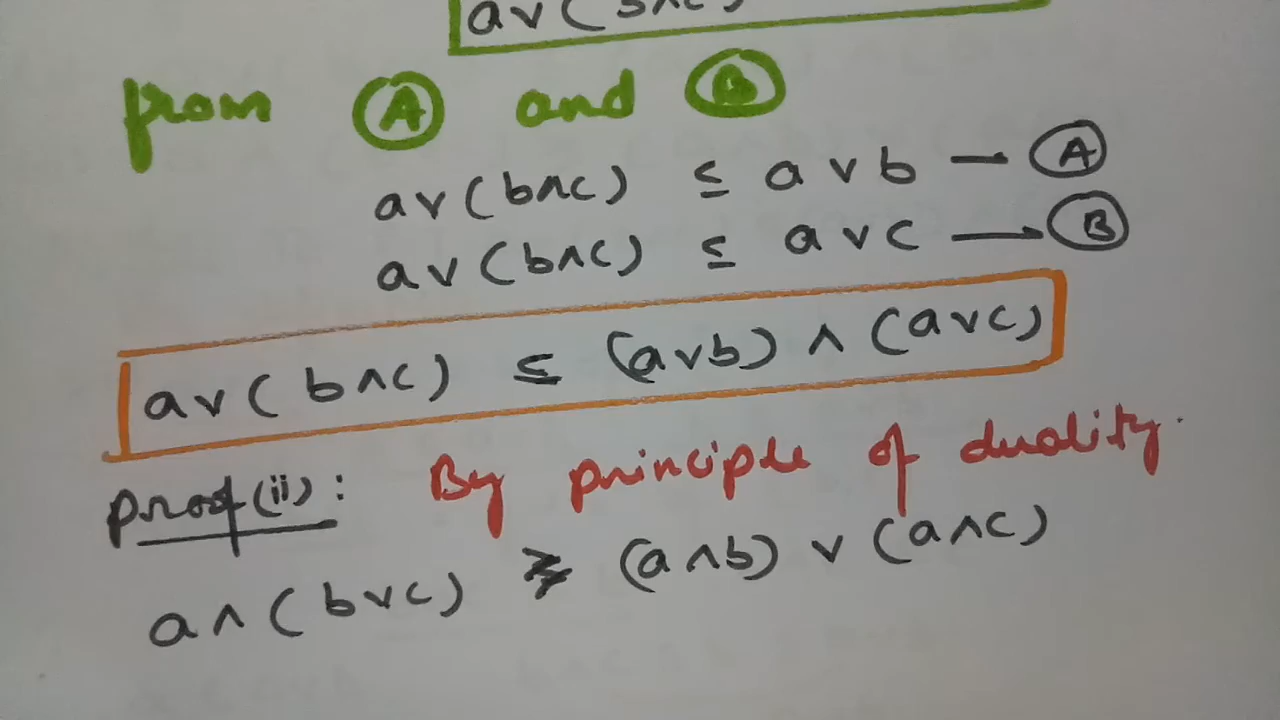 a∨(b∧c)
from Ⓐ and Ⓑ
a∨(b∧c) ≤ a∨b — Ⓐ
a∨(b∧c) ≤ a∨c — Ⓑ
a∨(b∧c) ≤ (a∨b) ∧ (a∨c)
Proof(ii): By principle of duality.
a∧(b∨c) ≥ (a∧b) ∨ (a∧c)